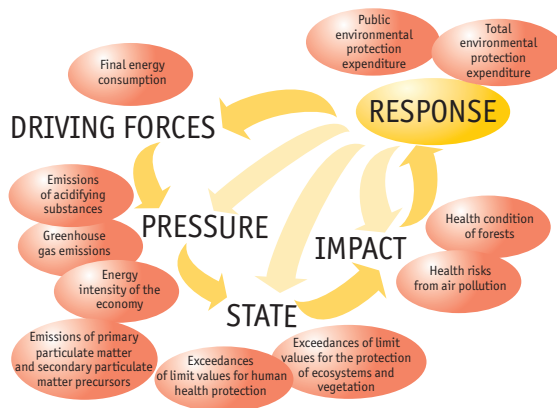 Public
environmental
protection
expenditure
Total
environmental
protection
expenditure
Final energy
consumption
RESPONSE
DRIVING FORCES
Emissions
of acidifying
substances
PRESSURE
Greenhouse
gas emissions
IMPACT
Health condition
of forests
Health risks
from air pollution
Energy
intensity of the
economy
STATE
Emissions of primary
particulate matter
and secondary particulate
matter precursors
Exceedances
of limit values for human
health protection
Exceedances of limit
values for the protection
of ecosystems and
vegetation